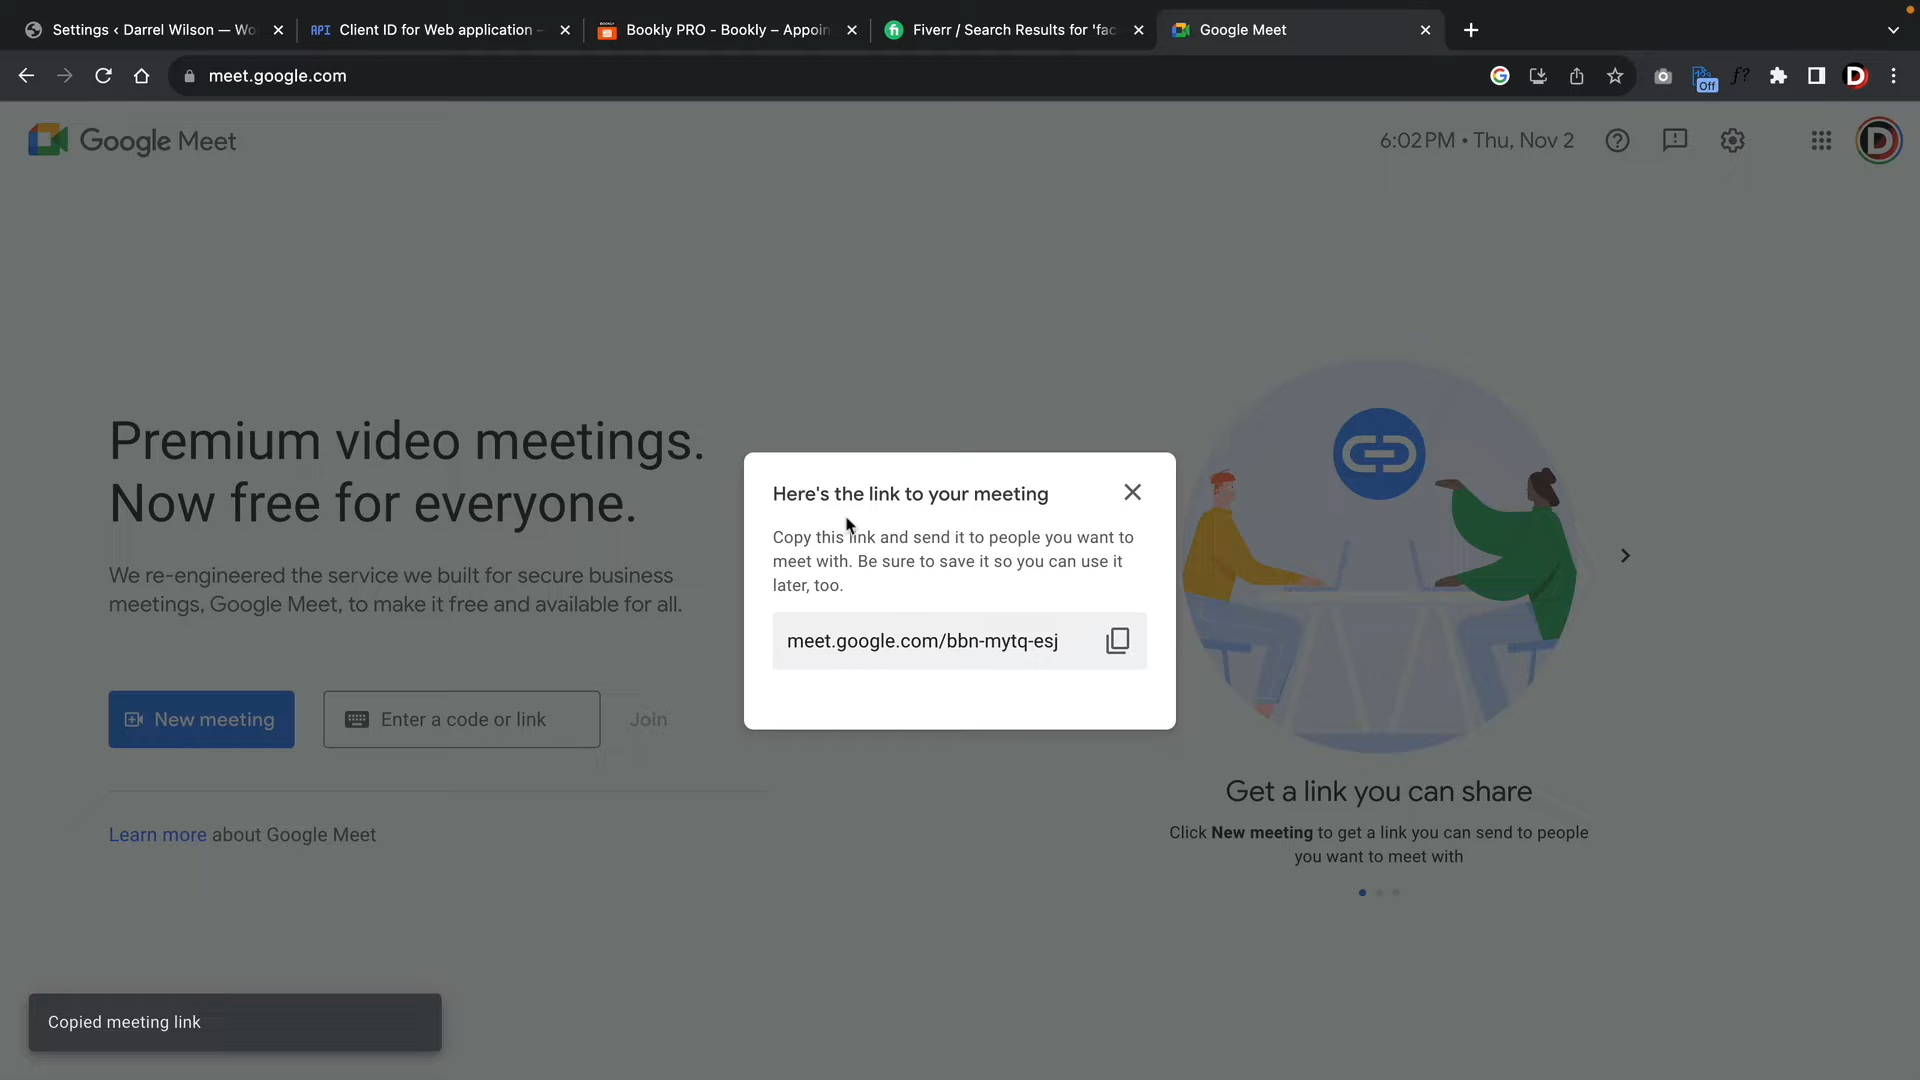 Settings ‹ Darrel Wilson — Wo
API Client ID for Web application -
Bookly PRO - Bookly – Appoin
Fiverr / Search Results for 'fac
Google Meet
meet.google.com
Off
f?
D
Google Meet
6:02 PM • Thu, Nov 2
D
Premium video meetings.
Now free for everyone.
We re-engineered the service we built for secure business
meetings, Google Meet, to make it free and available for all.
New meeting
Enter a code or link
Join
Learn more about Google Meet
Here's the link to your meeting
Copy this link and send it to people you want to
meet with. Be sure to save it so you can use it
later, too.
meet.google.com/bbn-mytq-esj
Get a link you can share
Click New meeting to get a link you can send to people
you want to meet with
Copied meeting link